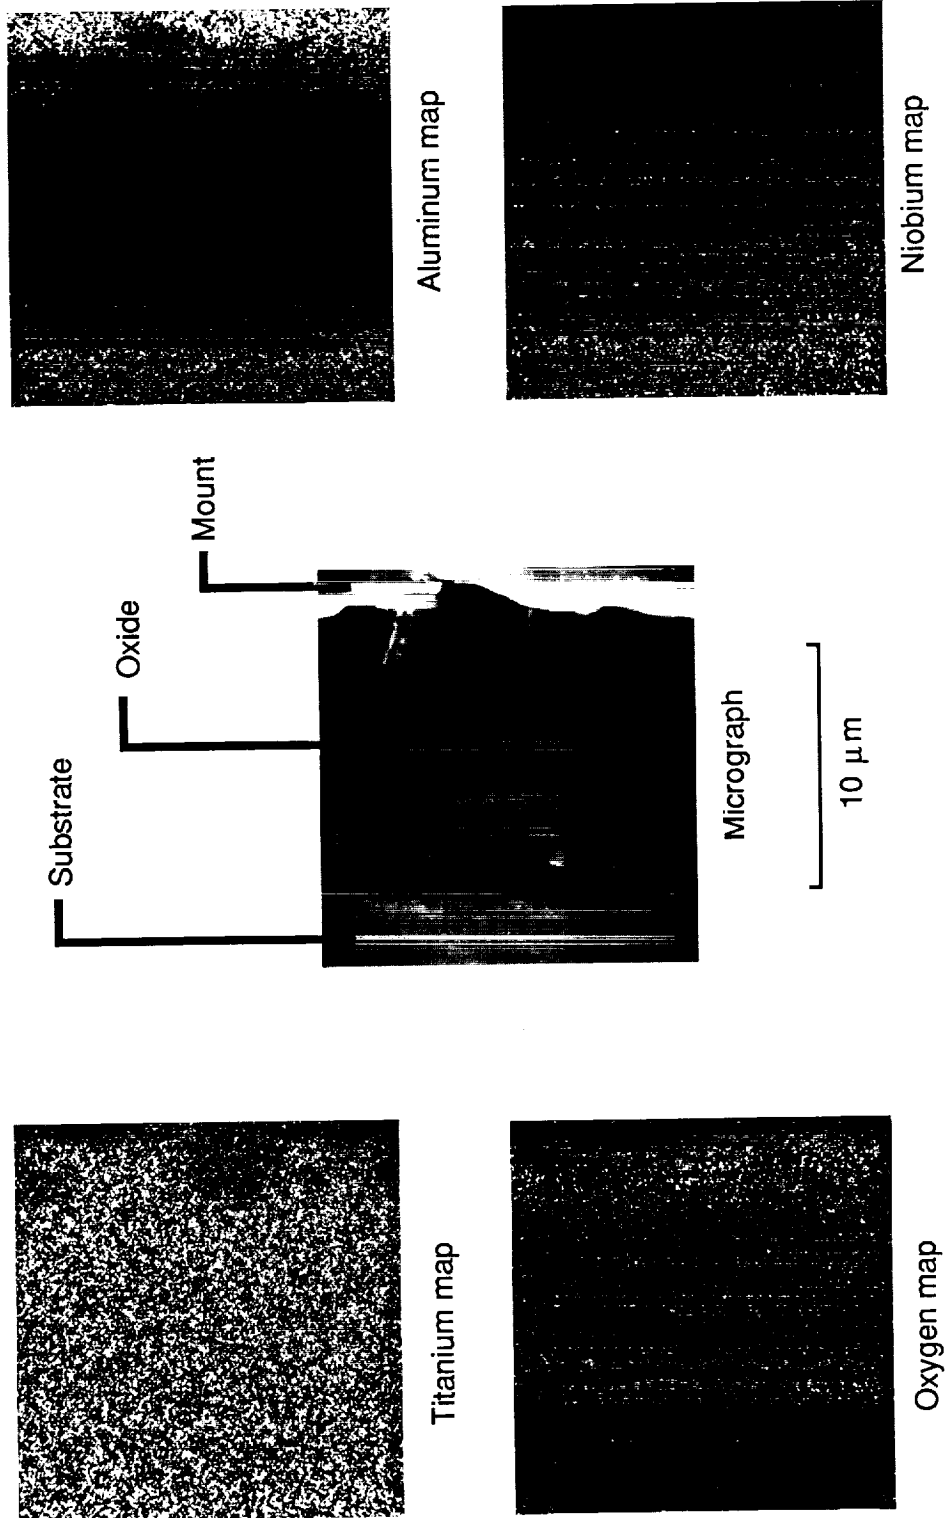 Substrate
Oxide
Mount
Titanium map
Micrograph
10 µm
Aluminum map
Oxygen map
Niobium map